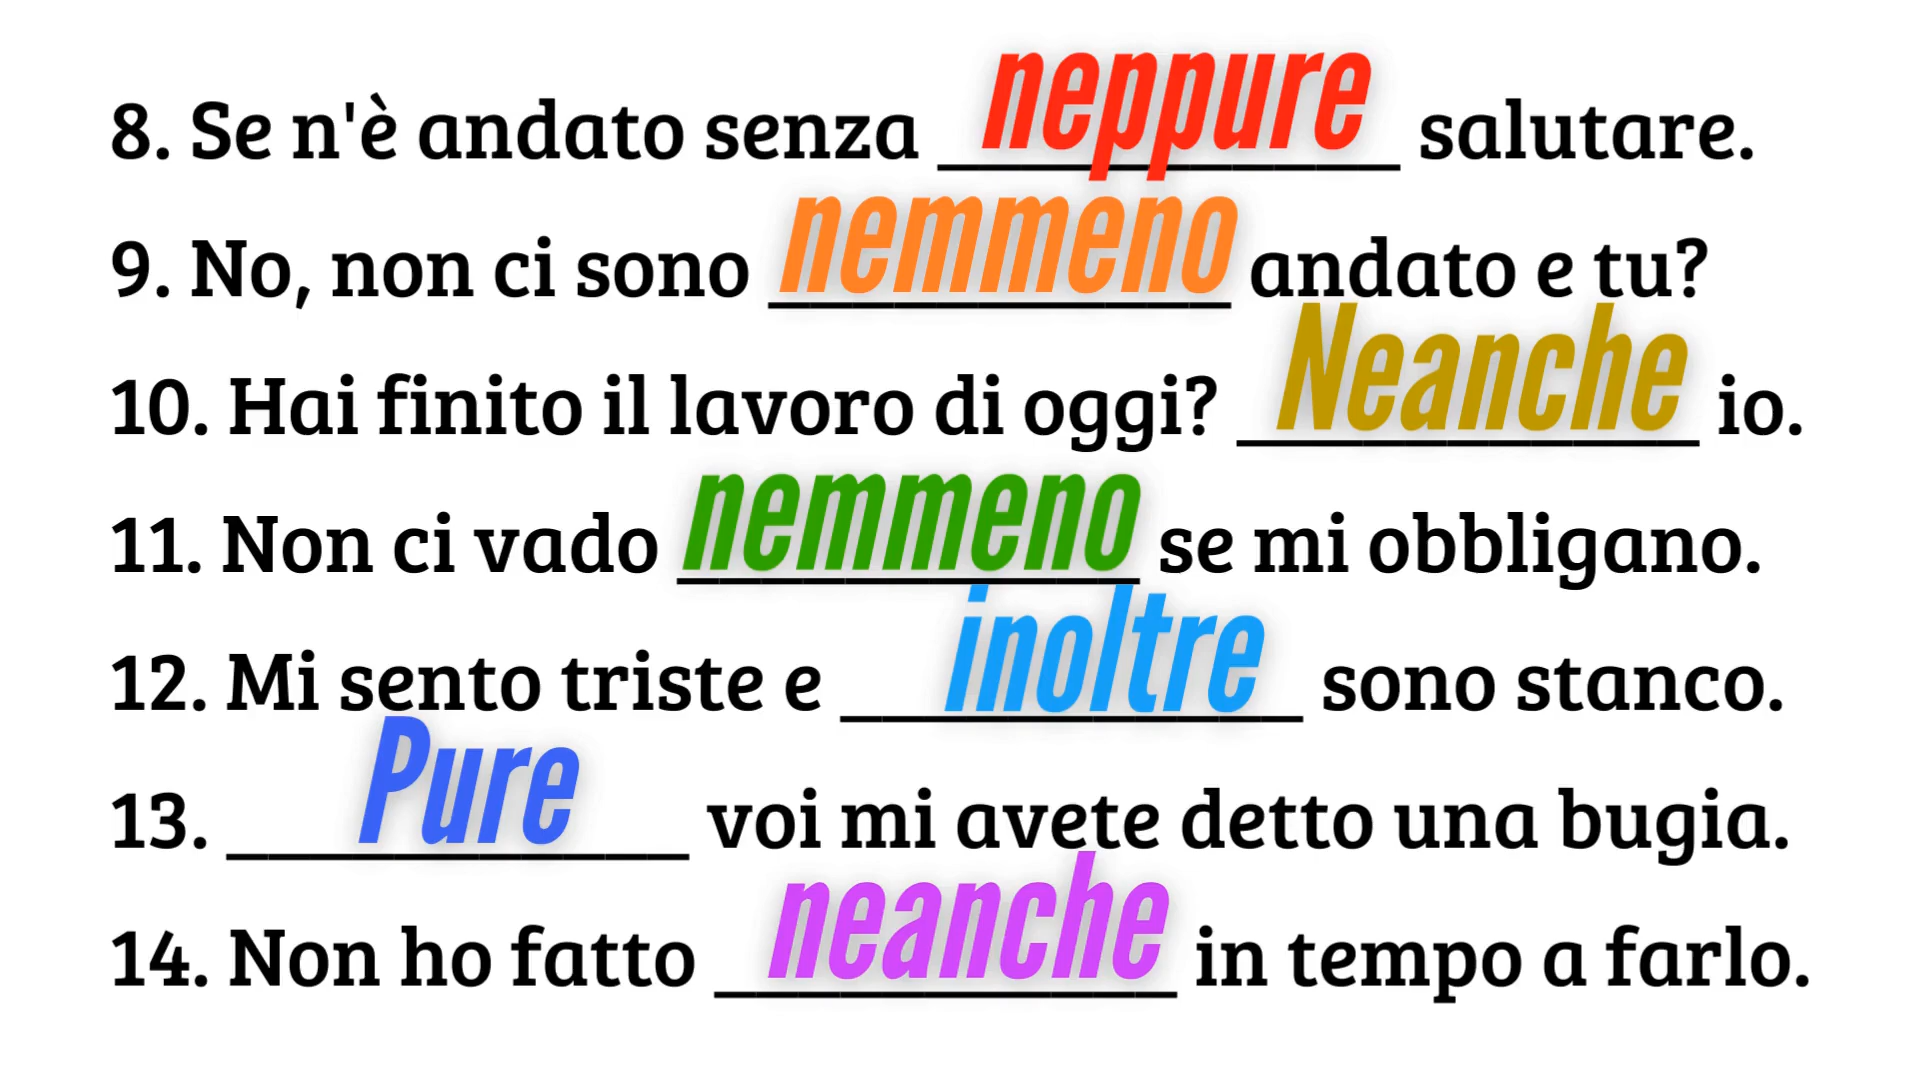 8. Se n'è andato senza neppure salutare.
9. No, non ci sono nemmeno andato e tu?
10. Hai finito il lavoro di oggi? Neanche io.
11. Non ci vado nemmeno se mi obbligano.
12. Mi sento triste e inoltre sono stanco.
13. Pure voi mi avete detto una bugia.
14. Non ho fatto neanche in tempo a farlo.